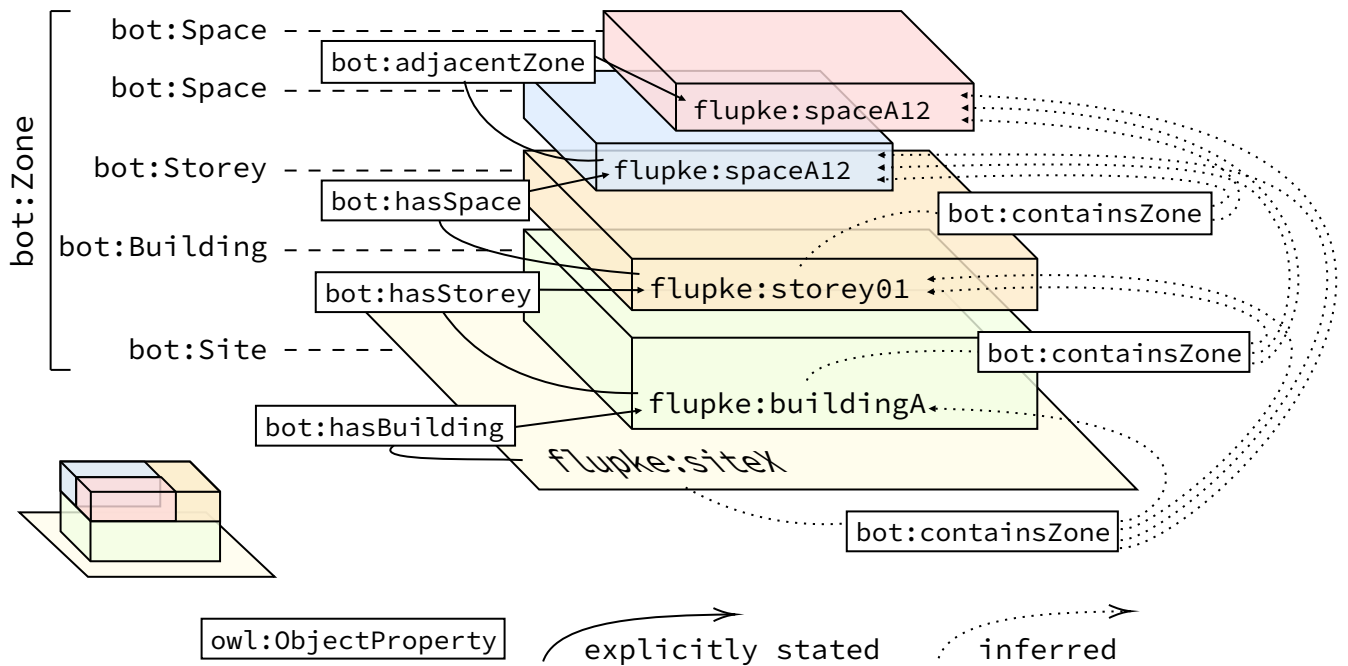 bot:Zone
bot:Space
bot:adjacentZone
bot:Space
flupke:spaceA12
bot:Storey
flupke:spaceA12
bot:hasSpace
bot:containsZone
bot:Building
bot:hasStorey
flupke:storey01
bot:Site
bot:containsZone
flupke:buildingA
bot:hasBuilding
flupke:siteX
bot:containsZone
owl:ObjectProperty
explicitly stated
inferred